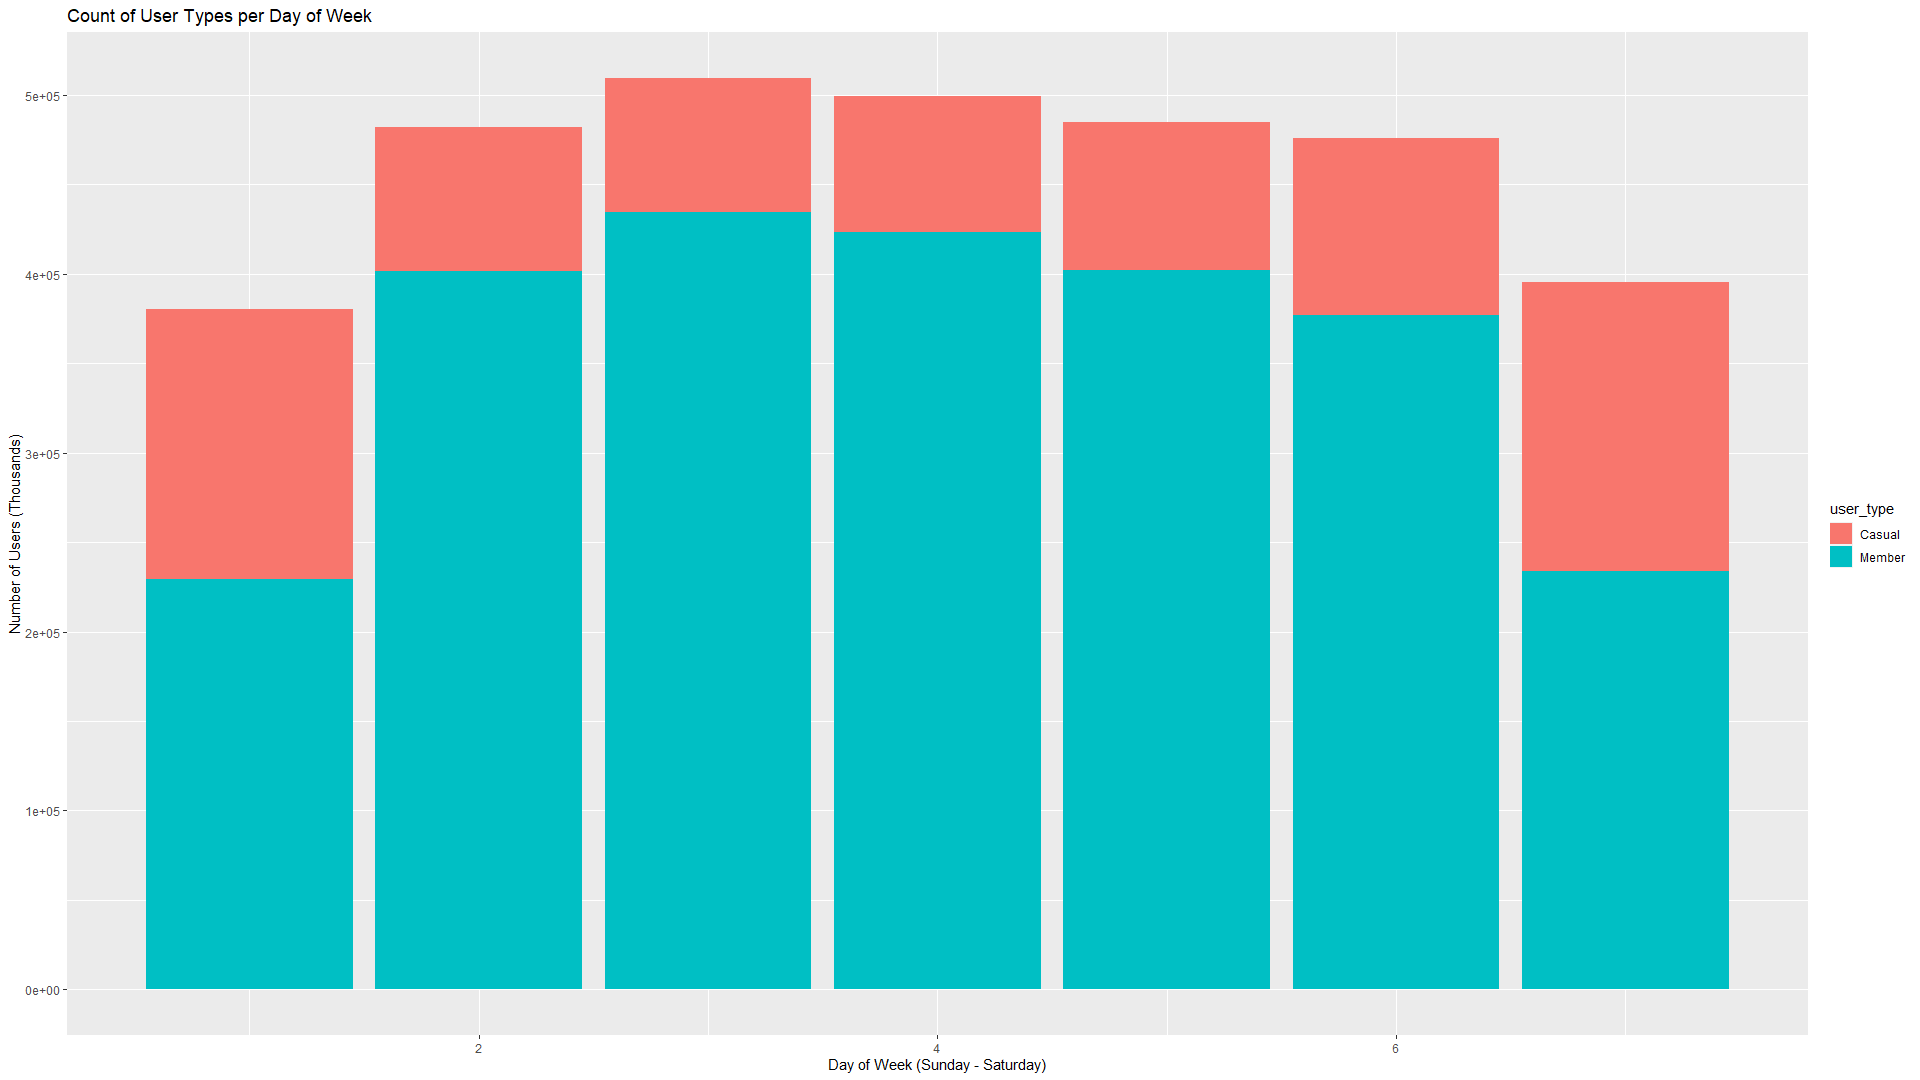 Count of User Types per Day of Week
Number of Users (Thousands)
5e+05
4e+05
3e+05
2e+05
1e+05
0e+00
2
4
6
Day of Week (Sunday - Saturday)
user_type
Casual
Member